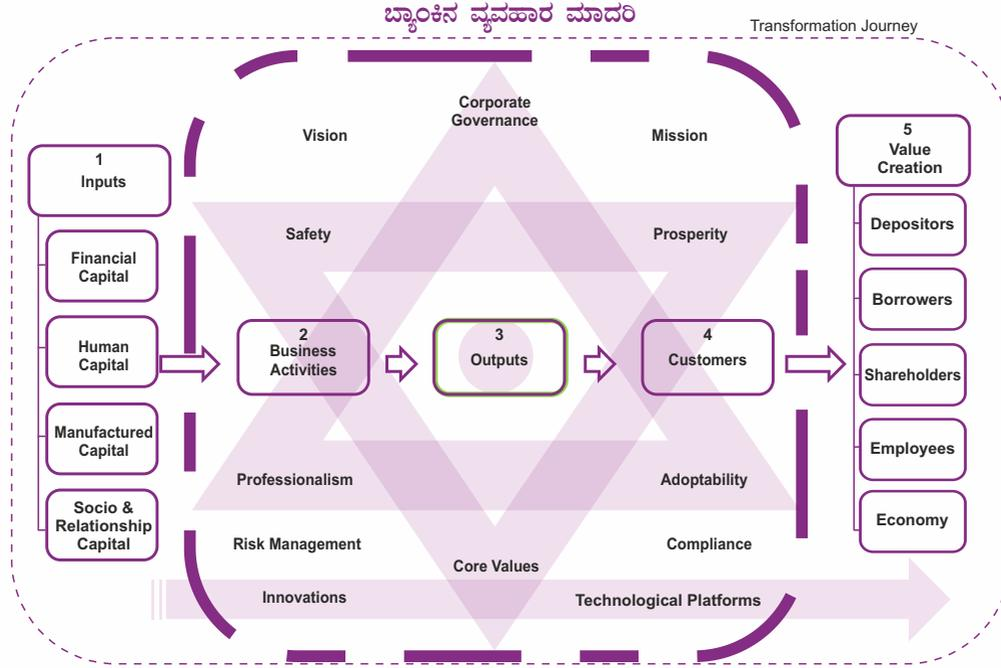 ಬ್ಯಾಂಕಿನ ವ್ಯವಹಾರ ಮಾದರಿ
Transformation Journey
Corporate
Governance
Vision
Mission
1
Inputs
5
Value
Creation
Safety
Prosperity
Financial
Capital
Human
Capital
Manufactured
Capital
Socio &
Relationship
Capital
2
Business
Activities
3
Outputs
4
Customers
Depositors
Borrowers
Shareholders
Employees
Economy
Professionalism
Adoptability
Risk Management
Compliance
Core Values
Innovations
Technological Platforms